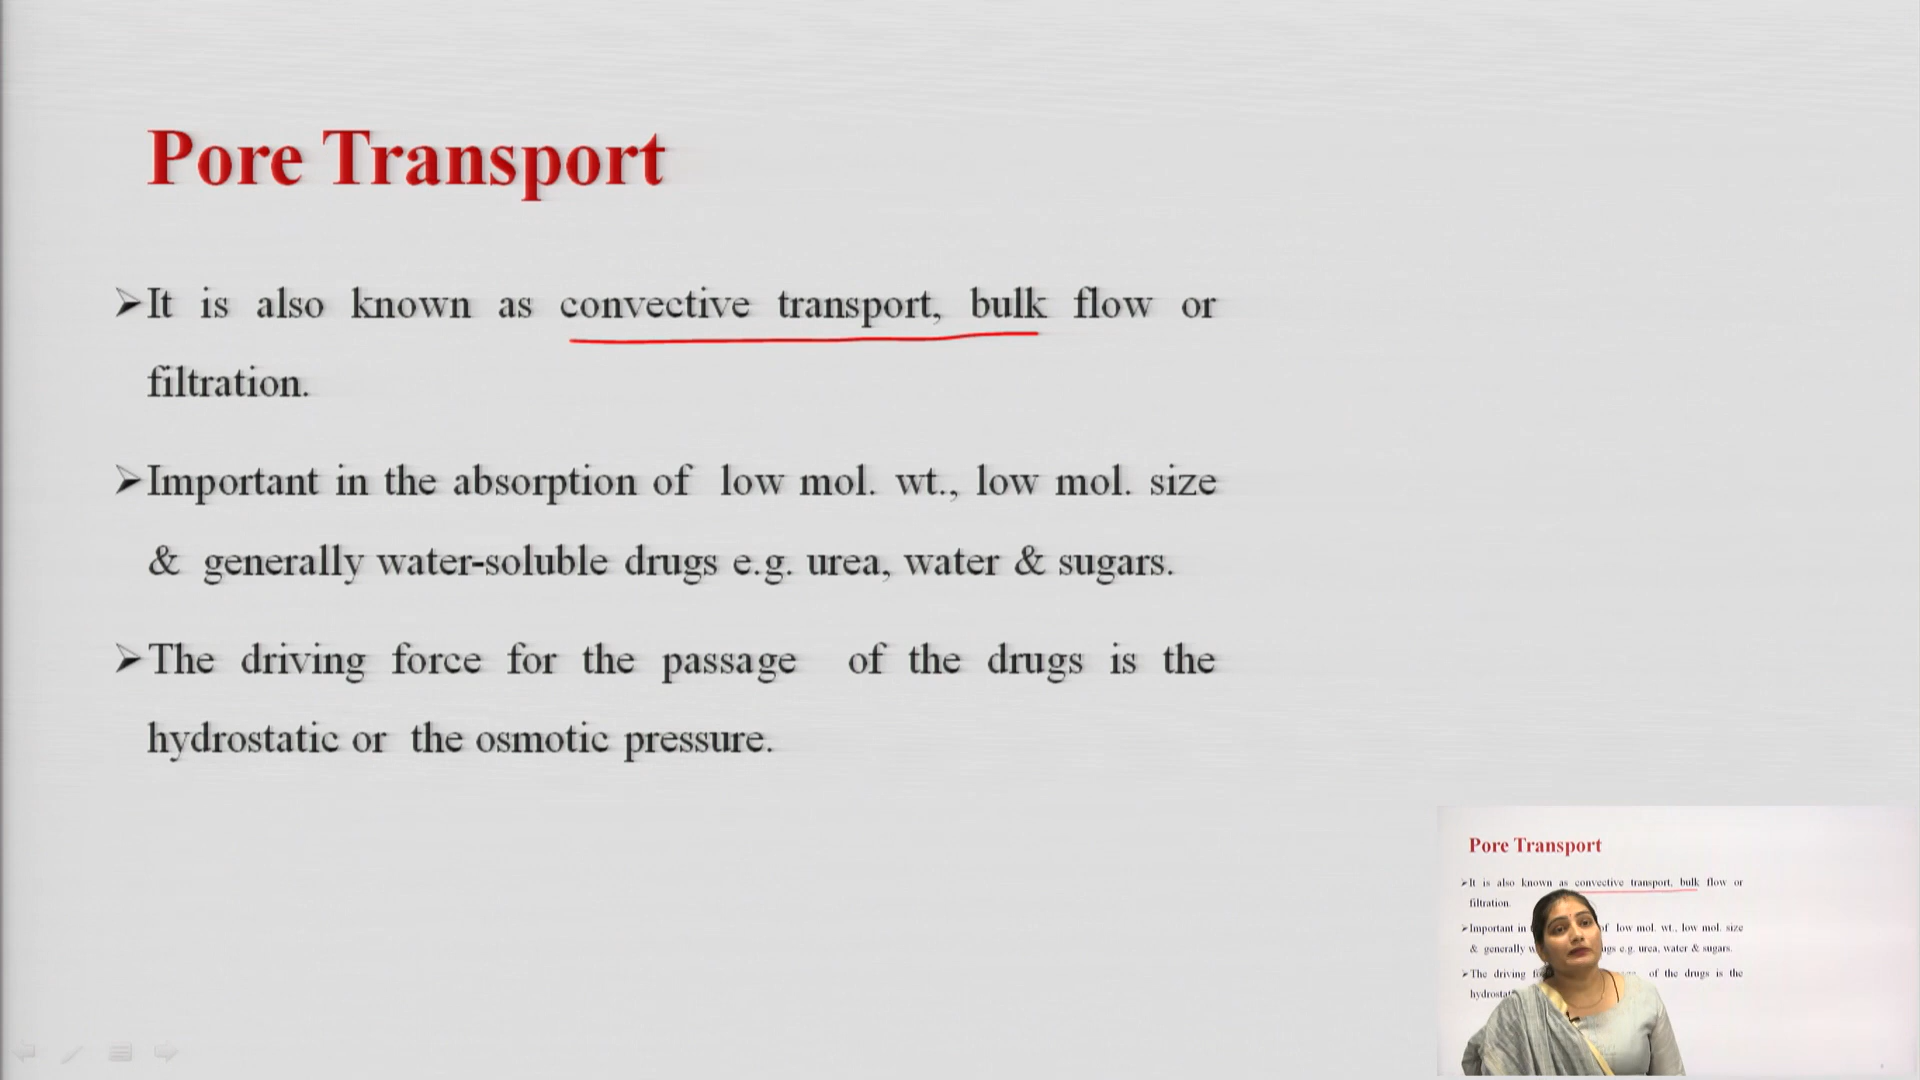 Pore Transport
➢It is also known as convective transport, bulk flow or
filtration.
➢Important in the absorption of low mol. wt., low mol. size
& generally water-soluble drugs e.g. urea, water & sugars.
➢The driving force for the passage of the drugs is the
hydrostatic or the osmotic pressure.
Pore Transport
➢It is also known as convective transport, bulk flow or
filtration.
➢Important in of low mol. wt., low mol. size
& generally e.g. urea, water & sugars.
➢The driving of the drugs is the